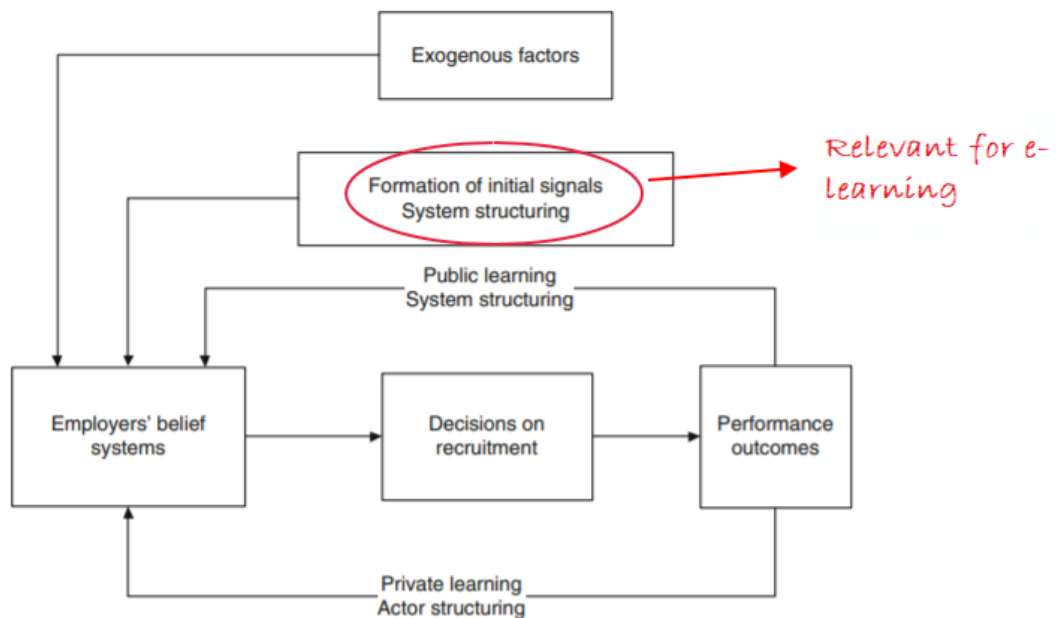 Exogenous factors
Formation of initial signals
System structuring
Relevant for e-
learning
Public learning
System structuring
Employers' belief
systems
Decisions on
recruitment
Performance
outcomes
Private learning
Actor structuring